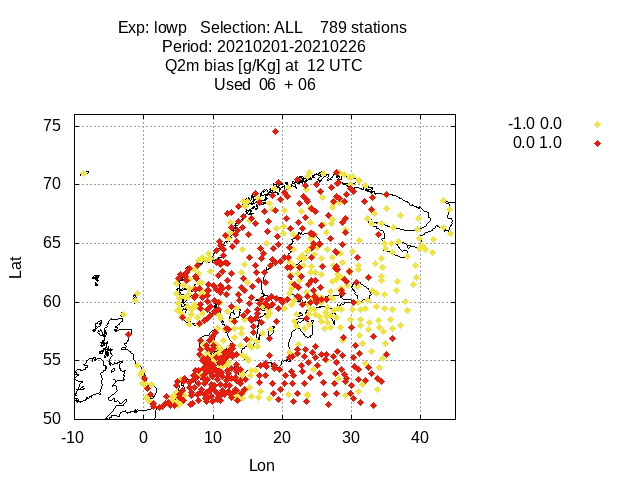 Exp: lowp   Selection: ALL    789 stations
Period: 20210201-20210226
Q2m bias [g/Kg] at  12 UTC
Used  06  + 06
-1.0 0.0
0.0 1.0
75
70
65
60
55
50
Lat
-10 0 10 20 30 40
Lon